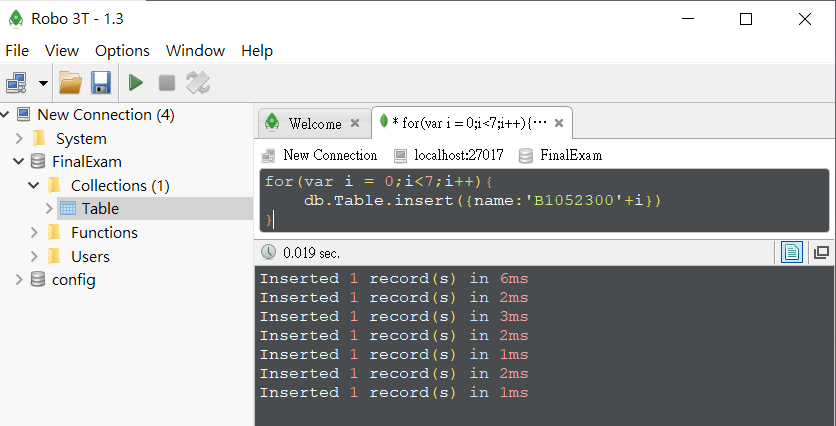 Robo 3T - 1.3
File View Options Window Help
New Connection (4)
System
FinalExam
Collections (1)
Table
Functions
Users
config
Welcome
* for(var i = 0;i<7;i++){···
New Connection localhost:27017 FinalExam
for(var i = 0;i<7;i++){
    db.Table.insert({name:'B1052300'+i})
}
0.019 sec.
Inserted 1 record(s) in 6ms
Inserted 1 record(s) in 2ms
Inserted 1 record(s) in 3ms
Inserted 1 record(s) in 2ms
Inserted 1 record(s) in 1ms
Inserted 1 record(s) in 2ms
Inserted 1 record(s) in 1ms